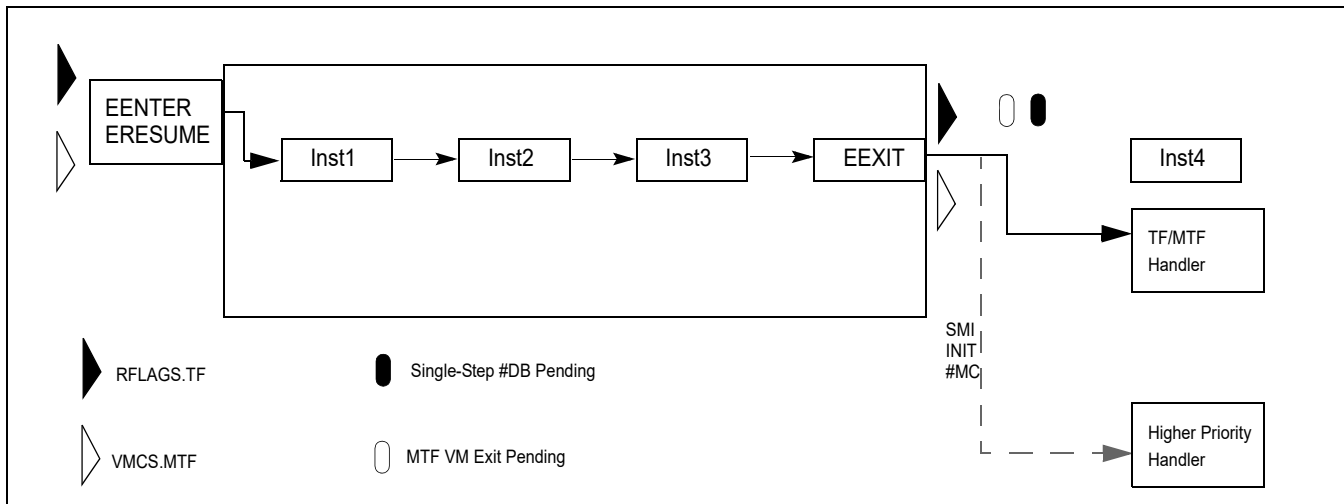 EENTER
ERESUME
Inst1
Inst2
Inst3
EEXIT
Inst4
TF/MTF
Handler
SMI
INIT
#MC
RFLAGS.TF
Single-Step #DB Pending
VMCS.MTF
MTF VM Exit Pending
Higher Priority
Handler